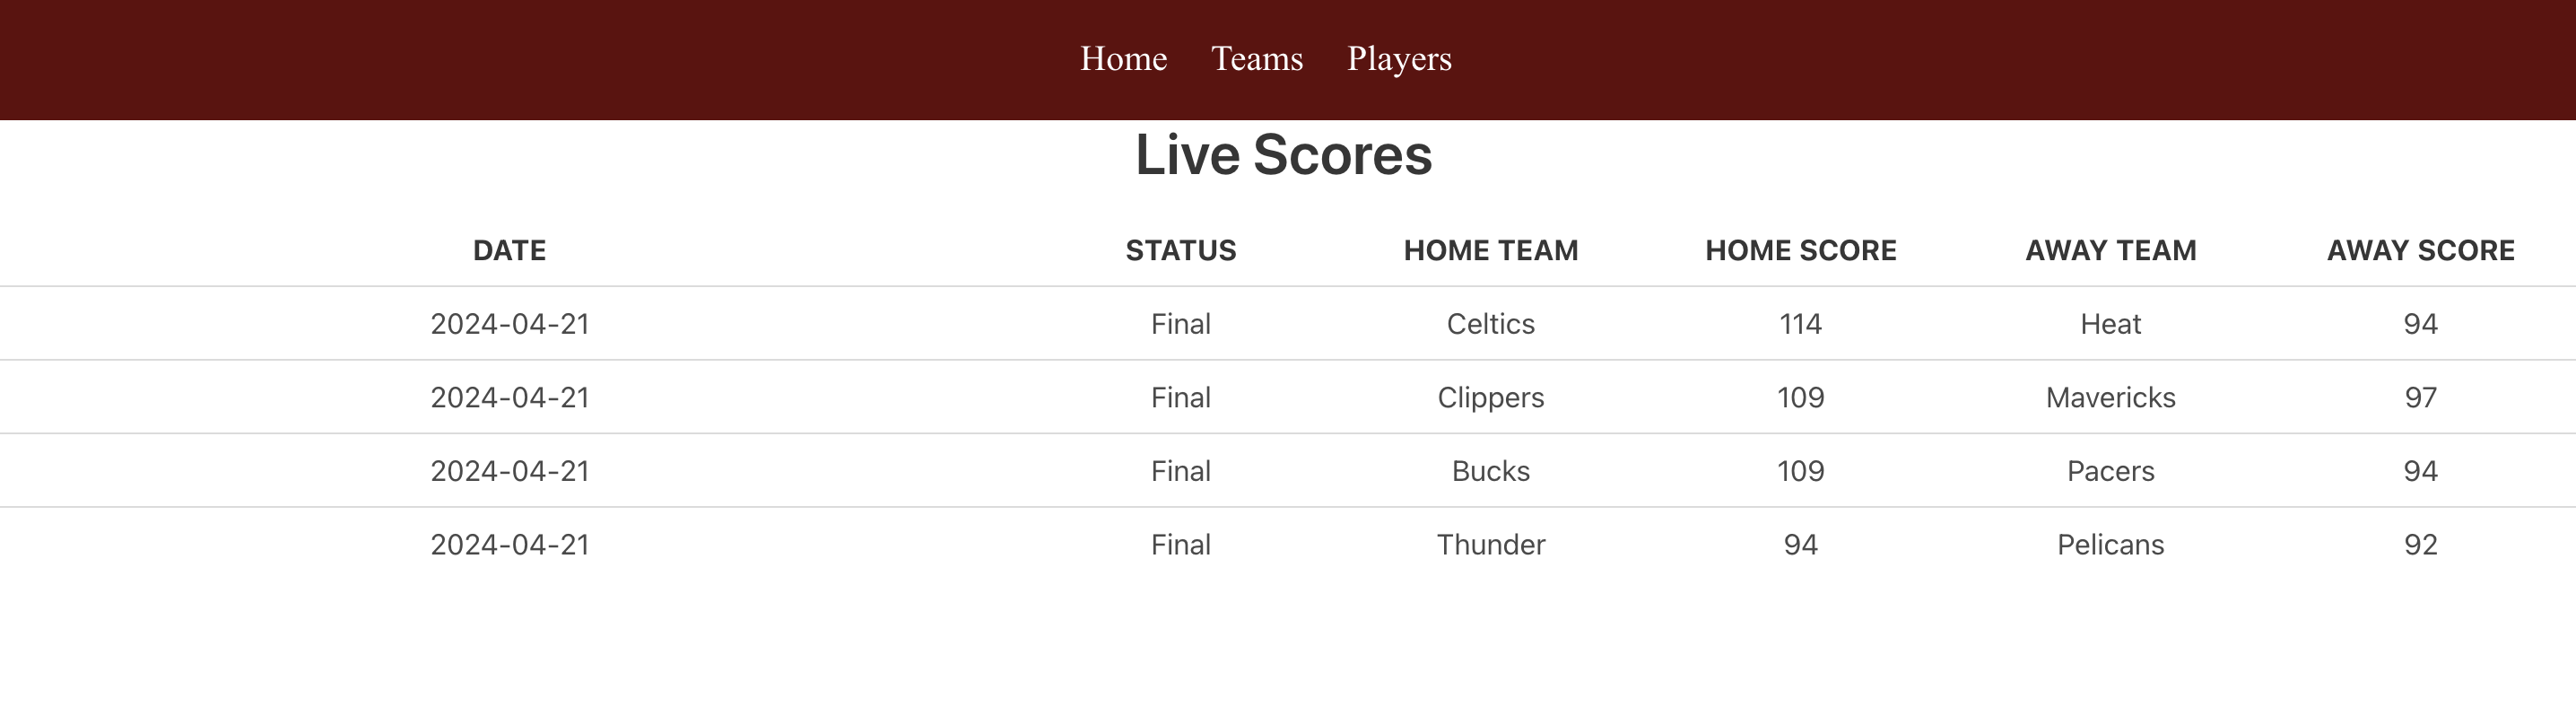 Home Teams Players
Live Scores
DATE STATUS HOME TEAM HOME SCORE AWAY TEAM AWAY SCORE
2024-04-21 Final Celtics 114 Heat 94
2024-04-21 Final Clippers 109 Mavericks 97
2024-04-21 Final Bucks 109 Pacers 94
2024-04-21 Final Thunder 94 Pelicans 92